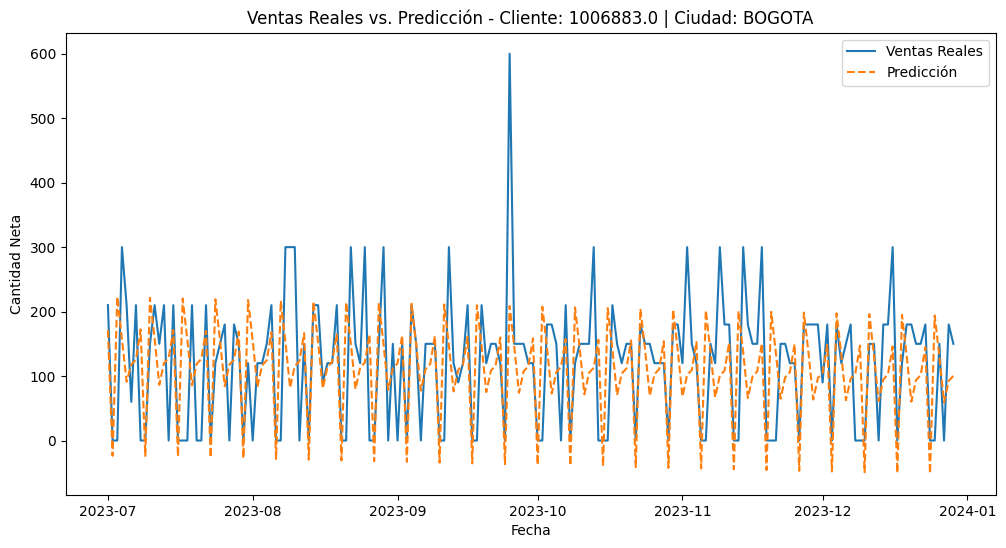 Ventas Reales vs. Predicción - Cliente: 1006883.0 | Ciudad: BOGOTA
Ventas Reales
Predicción
Cantidad Neta
600
500
400
300
200
100
0
2023-07
2023-08
2023-09
2023-10
2023-11
2023-12
2024-01
Fecha